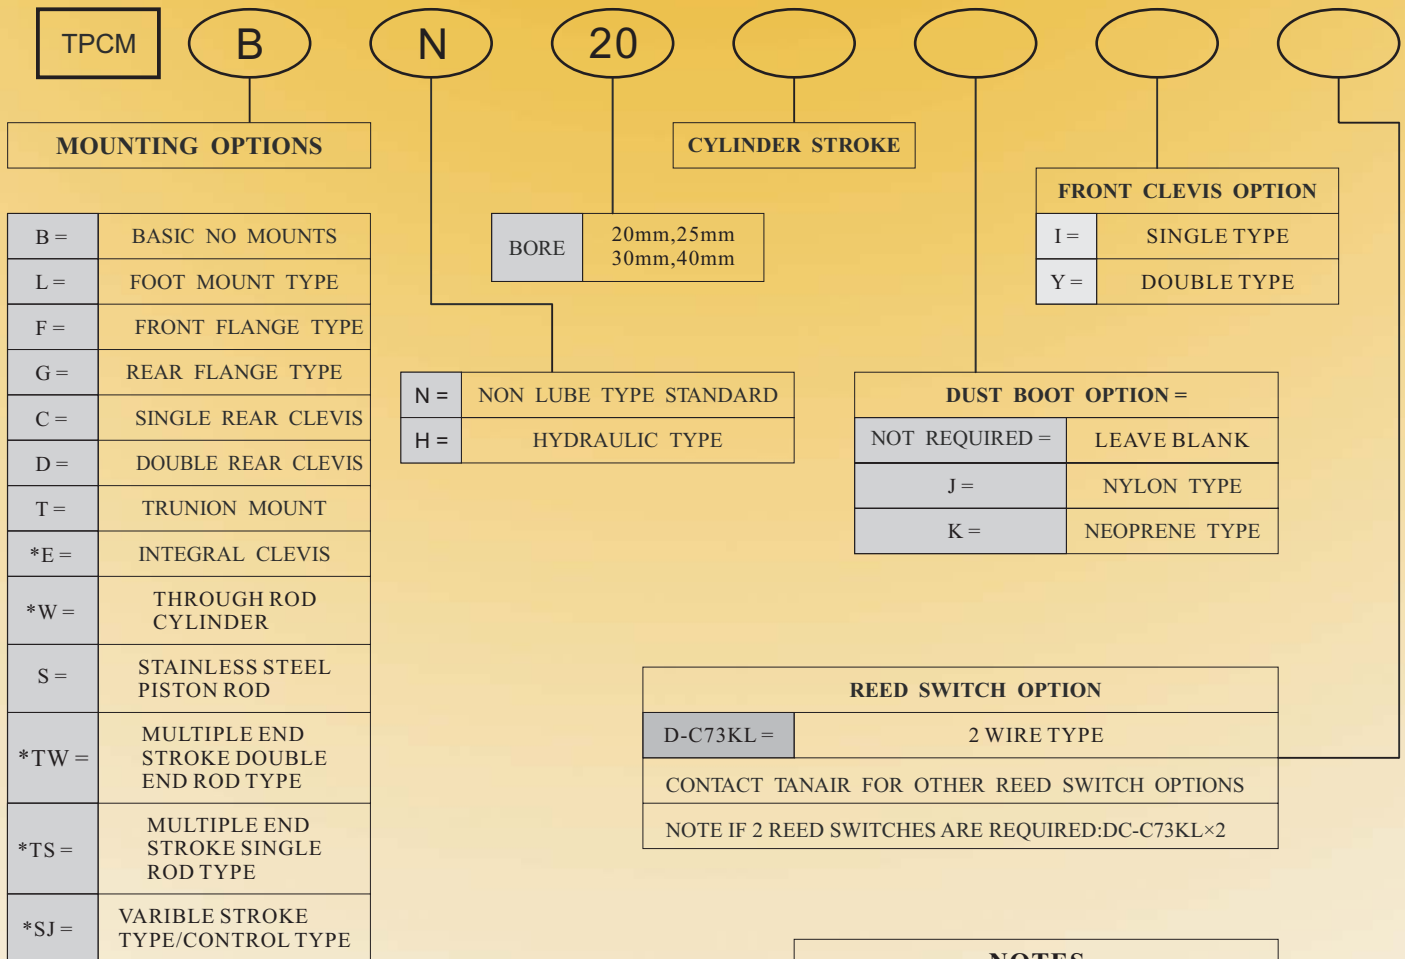 TPCM B N 20
MOUNTING OPTIONS
B = BASIC NO MOUNTS
L = FOOT MOUNT TYPE
F = FRONT FLANGE TYPE
G = REAR FLANGE TYPE
C = SINGLE REAR CLEVIS
D = DOUBLE REAR CLEVIS
T = TRUNION MOUNT
*E = INTEGRAL CLEVIS
*W = THROUGH ROD
CYLINDER
S = STAINLESS STEEL
PISTON ROD
*TW = MULTIPLE END
STROKE DOUBLE
END ROD TYPE
*TS = MULTIPLE END
STROKE SINGLE
ROD TYPE
*SJ = VARIBLE STROKE
TYPE/CONTROL TYPE
BORE 20mm,25mm
30mm,40mm
N = NON LUBE TYPE STANDARD
H = HYDRAULIC TYPE
CYLINDER STROKE
FRONT CLEVIS OPTION
I = SINGLE TYPE
Y = DOUBLE TYPE
DUST BOOT OPTION =
NOT REQUIRED = LEAVE BLANK
J = NYLON TYPE
K = NEOPRENE TYPE
REED SWITCH OPTION
D-C73KL = 2 WIRE TYPE
CONTACT TANAIR FOR OTHER REED SWITCH OPTIONS
NOTE IF 2 REED SWITCHES ARE REQUIRED:DC-C73KL×2
NOTES